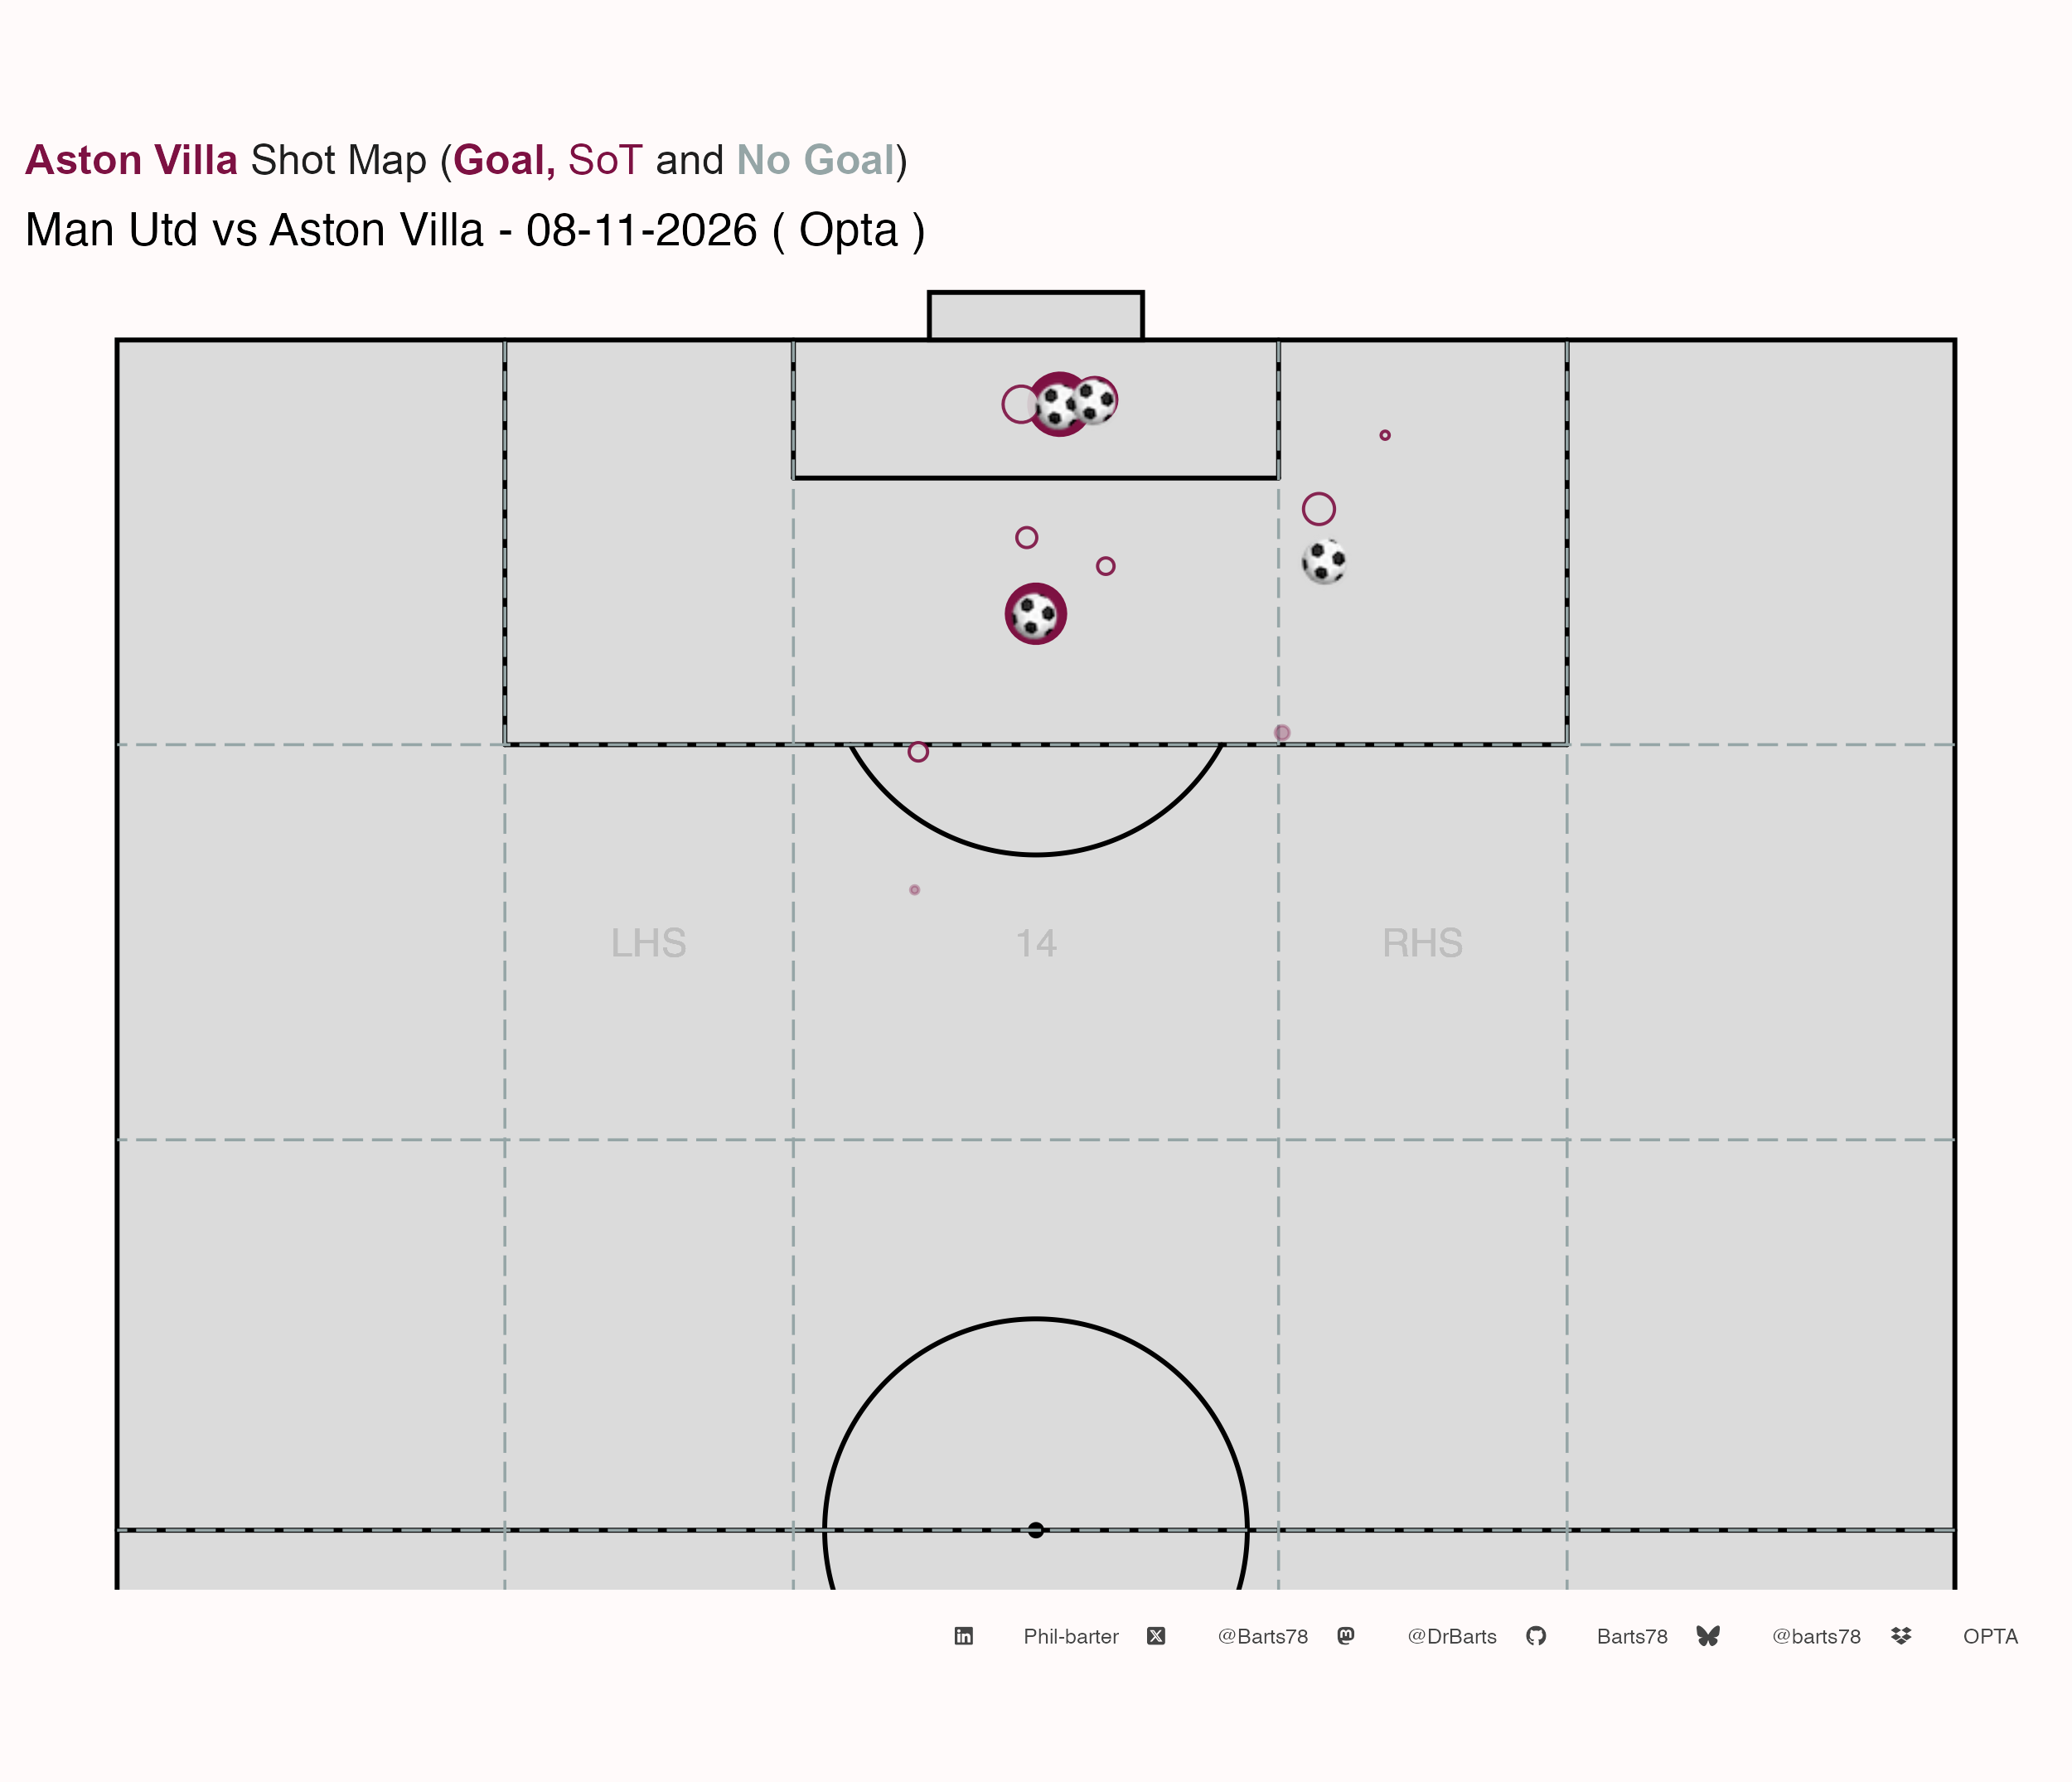 Aston Villa Shot Map (Goal, SoT and No Goal)
Man Utd vs Aston Villa - 08-11-2026 ( Opta )
LHS 14 RHS
Phil-barter @Barts78 @DrBarts Barts78 @barts78 OPTA